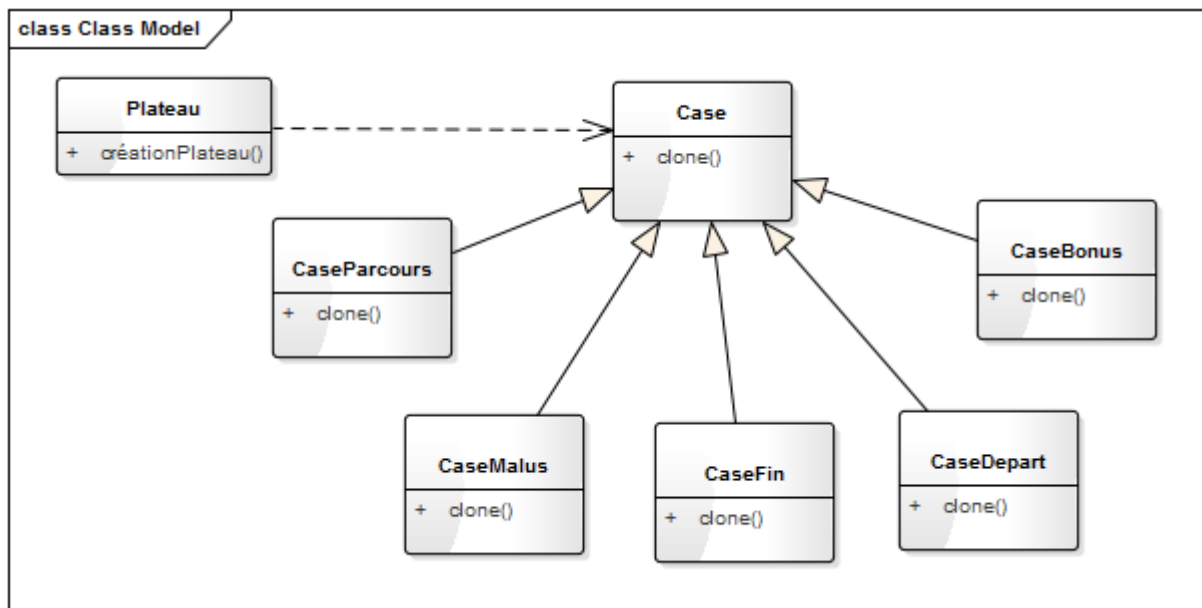 class Class Model
Plateau
+ créationPlateau()
Case
+ clone()
CaseParcours
+ clone()
CaseBonus
+ clone()
CaseMalus
+ clone()
CaseFin
+ clone()
CaseDepart
+ clone()